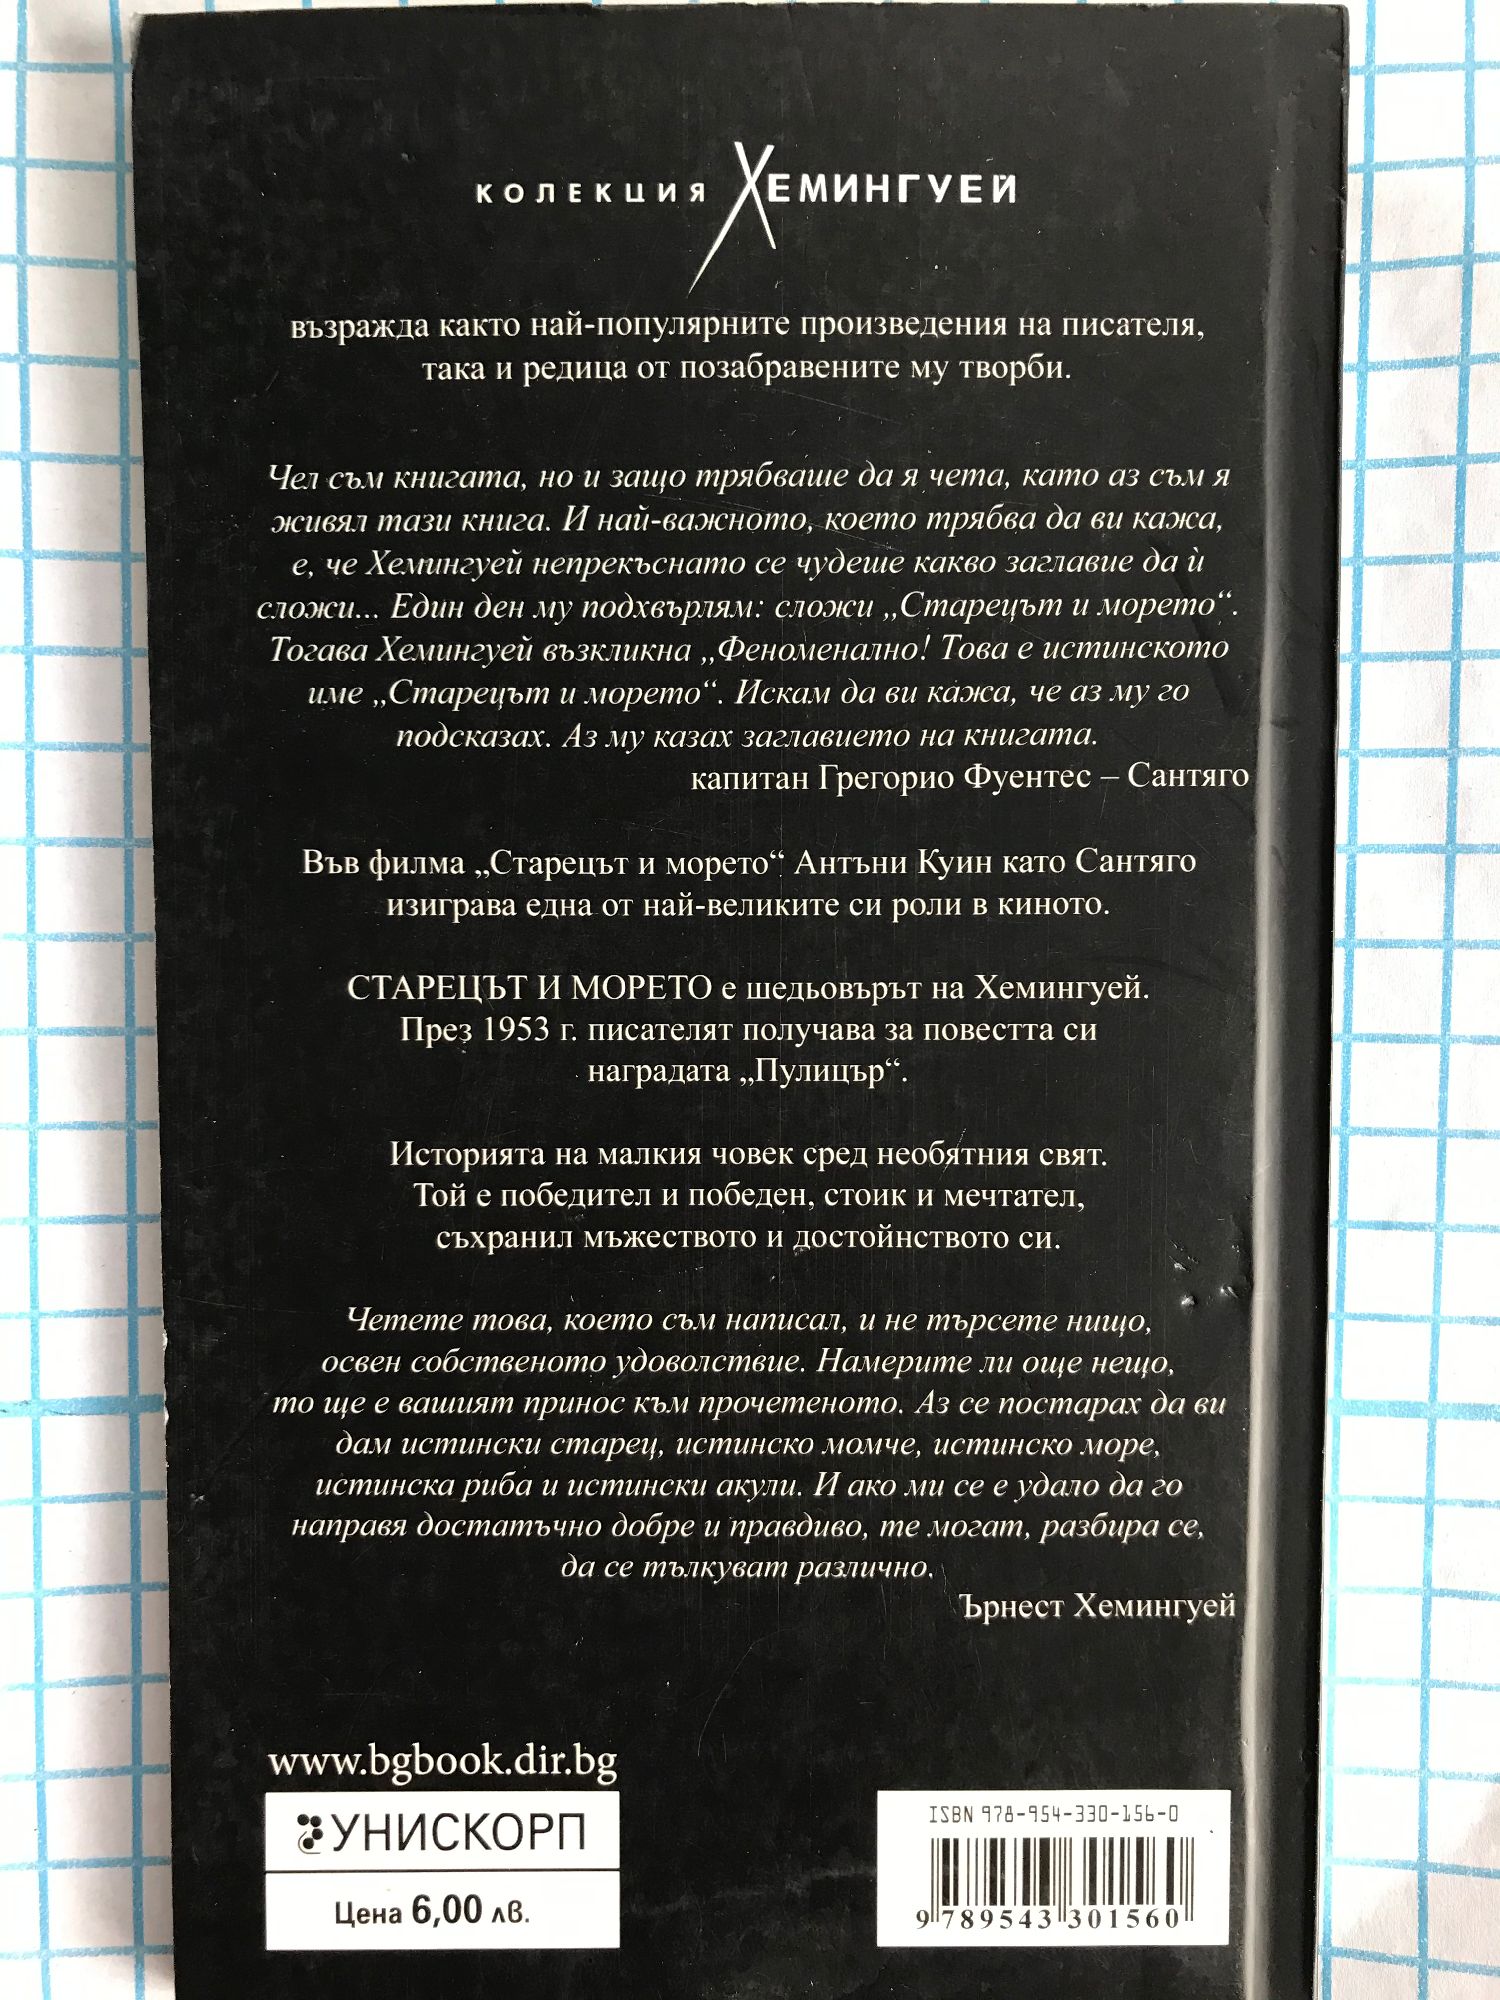 КОЛЕКЦИЯ ХЕМИНГУЕЙ
възражда както най-популярните произведения на писателя,
така и редица от позабравените му творби.
Чел съм книгата, но и защо трябваше да я чета, като аз съм я
живял тази книга. И най-важното, което трябва да ви кажа,
е, че Хемингуей непрекъснато се чудеше какво заглавие да ѝ
сложи... Един ден му подхвърлям: сложи „Старецът и морето“.
Тогава Хемингуей възкликна „Феноменално! Това е истинското
име „Старецът и морето“. Искам да ви кажа, че аз му го
подсказах. Аз му казах заглавието на книгата.
капитан Грегорио Фуентес – Сантяго
Във филма „Старецът и морето“ Антъни Куин като Сантяго
изиграва една от най-великите си роли в киното.
СТАРЕЦЪТ И МОРЕТО е шедьовърът на Хемингуей.
През 1953 г. писателят получава за повестта си
наградата „Пулицър“.
Историята на малкия човек сред необятния свят.
Той е победител и победен, стоик и мечтател,
съхранил мъжеството и достойнството си.
Четете това, което съм написал, и не търсете нищо,
освен собственото удоволствие. Намерите ли още нещо,
то ще е вашият принос към прочетеното. Аз се постарах да ви
дам истински старец, истинско момче, истинско море,
истинска риба и истински акули. И ако ми се е удало да го
направя достатъчно добре и правдиво, те могат, разбира се,
да се тълкуват различно.
Ърнест Хемингуей
www.bgbook.dir.bg
УНИСКОРП
Цена 6,00 лв.
ISBN 978-954-330-156-0
9 789543 301560